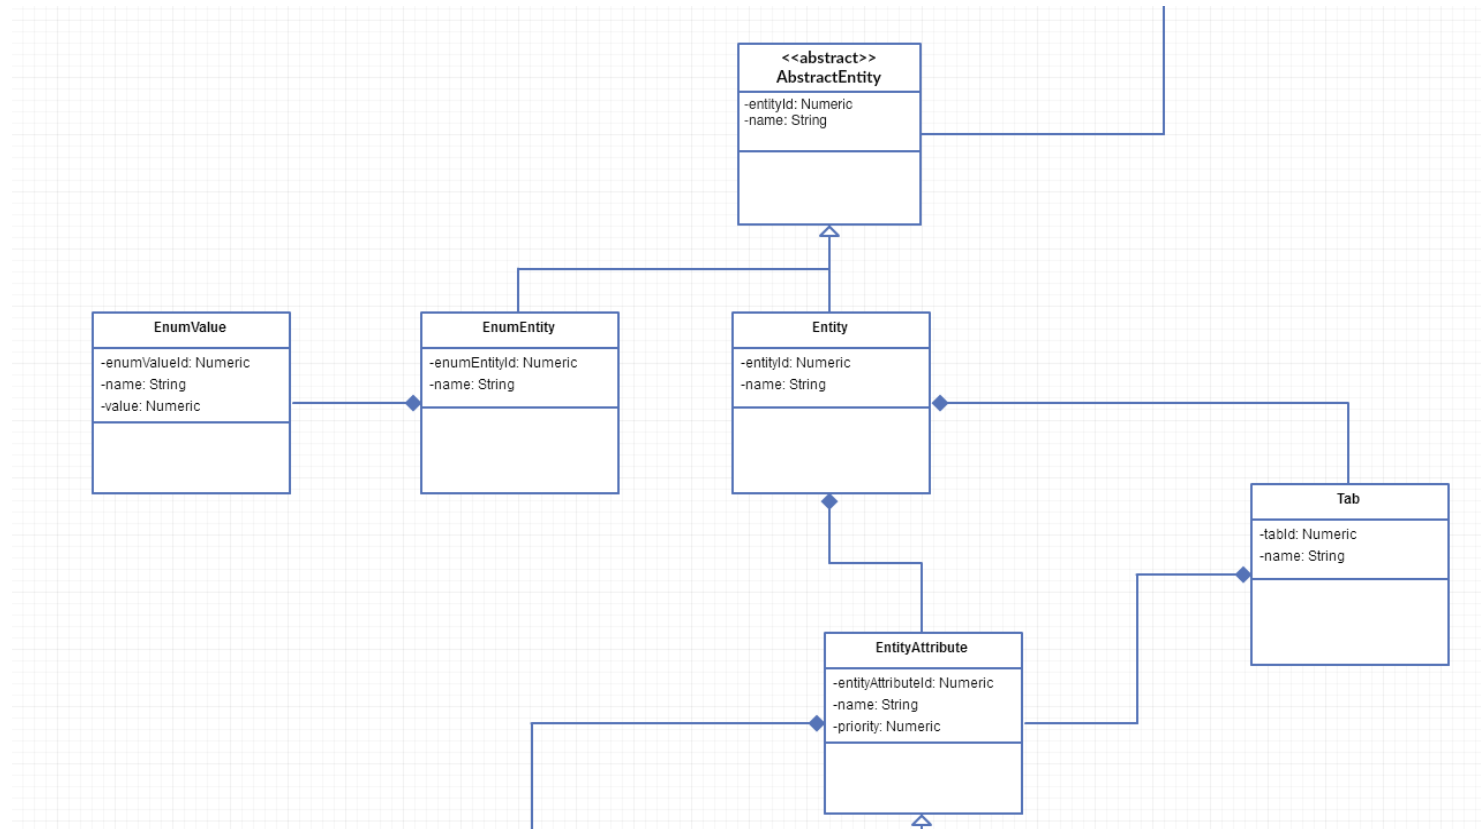 <<abstract>>
AbstractEntity
-entityId: Numeric
-name: String
EnumValue
-enumValueId: Numeric
-name: String
-value: Numeric
EnumEntity
-enumEntityId: Numeric
-name: String
Entity
-entityId: Numeric
-name: String
Tab
-tabId: Numeric
-name: String
EntityAttribute
-entityAttributeId: Numeric
-name: String
-priority: Numeric